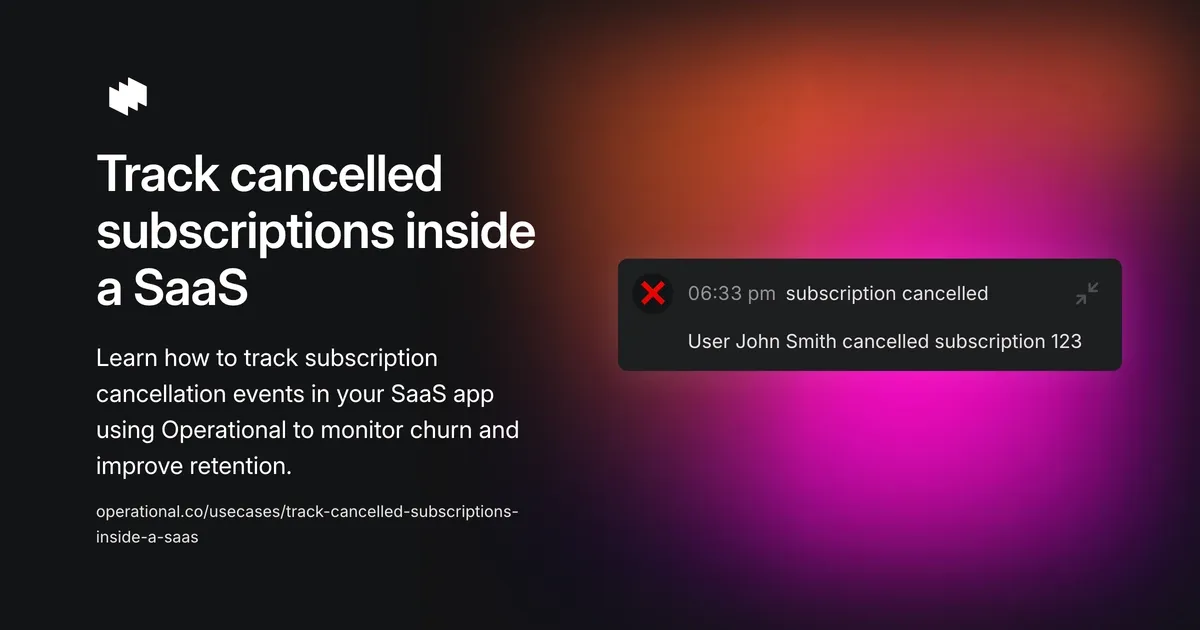 Track cancelled
subscriptions inside
a SaaS
Learn how to track subscription
cancellation events in your SaaS app
using Operational to monitor churn and
improve retention.
operational.co/usecases/track-cancelled-subscriptions-
inside-a-saas
06:33 pm subscription cancelled
User John Smith cancelled subscription 123